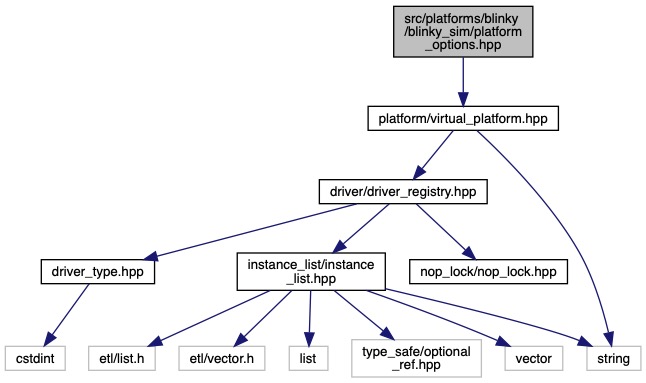 src/platforms/blinky
/blinky_sim/platform
_options.hpp
platform/virtual_platform.hpp
driver/driver_registry.hpp
driver_type.hpp
instance_list/instance
_list.hpp
nop_lock/nop_lock.hpp
cstdint
etl/list.h
etl/vector.h
list
type_safe/optional
_ref.hpp
vector
string